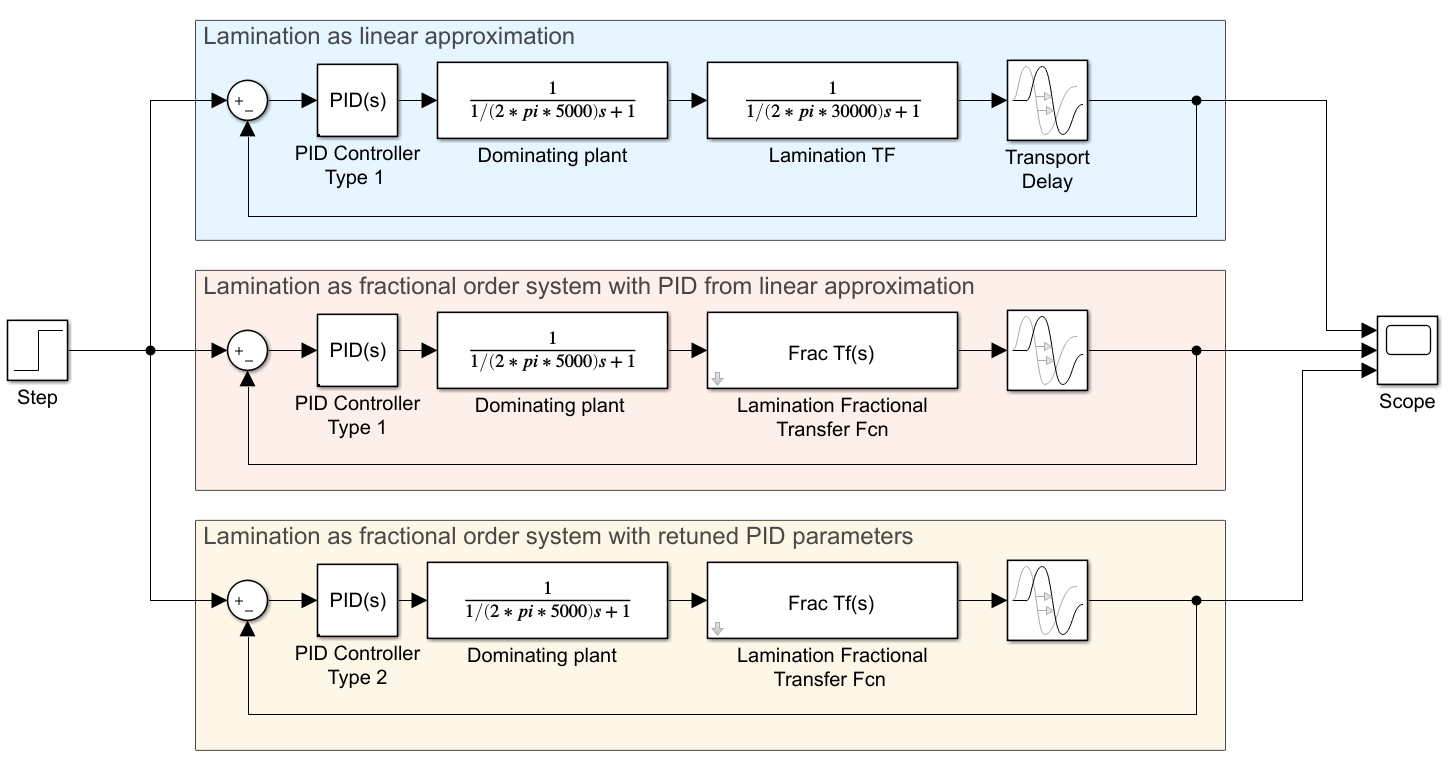 Lamination as linear approximation
+
_
PID(s)
1
1/(2 * pi * 5000)s + 1
1
1/(2 * pi * 30000)s + 1
PID Controller
Type 1
Dominating plant
Lamination TF
Transport
Delay
Lamination as fractional order system with PID from linear approximation
+
_
PID(s)
1
1/(2 * pi * 5000)s + 1
Frac Tf(s)
Step
PID Controller
Type 1
Dominating plant
Lamination Fractional
Transfer Fcn
Scope
Lamination as fractional order system with retuned PID parameters
+
_
PID(s)
1
1/(2 * pi * 5000)s + 1
Frac Tf(s)
PID Controller
Type 2
Dominating plant
Lamination Fractional
Transfer Fcn